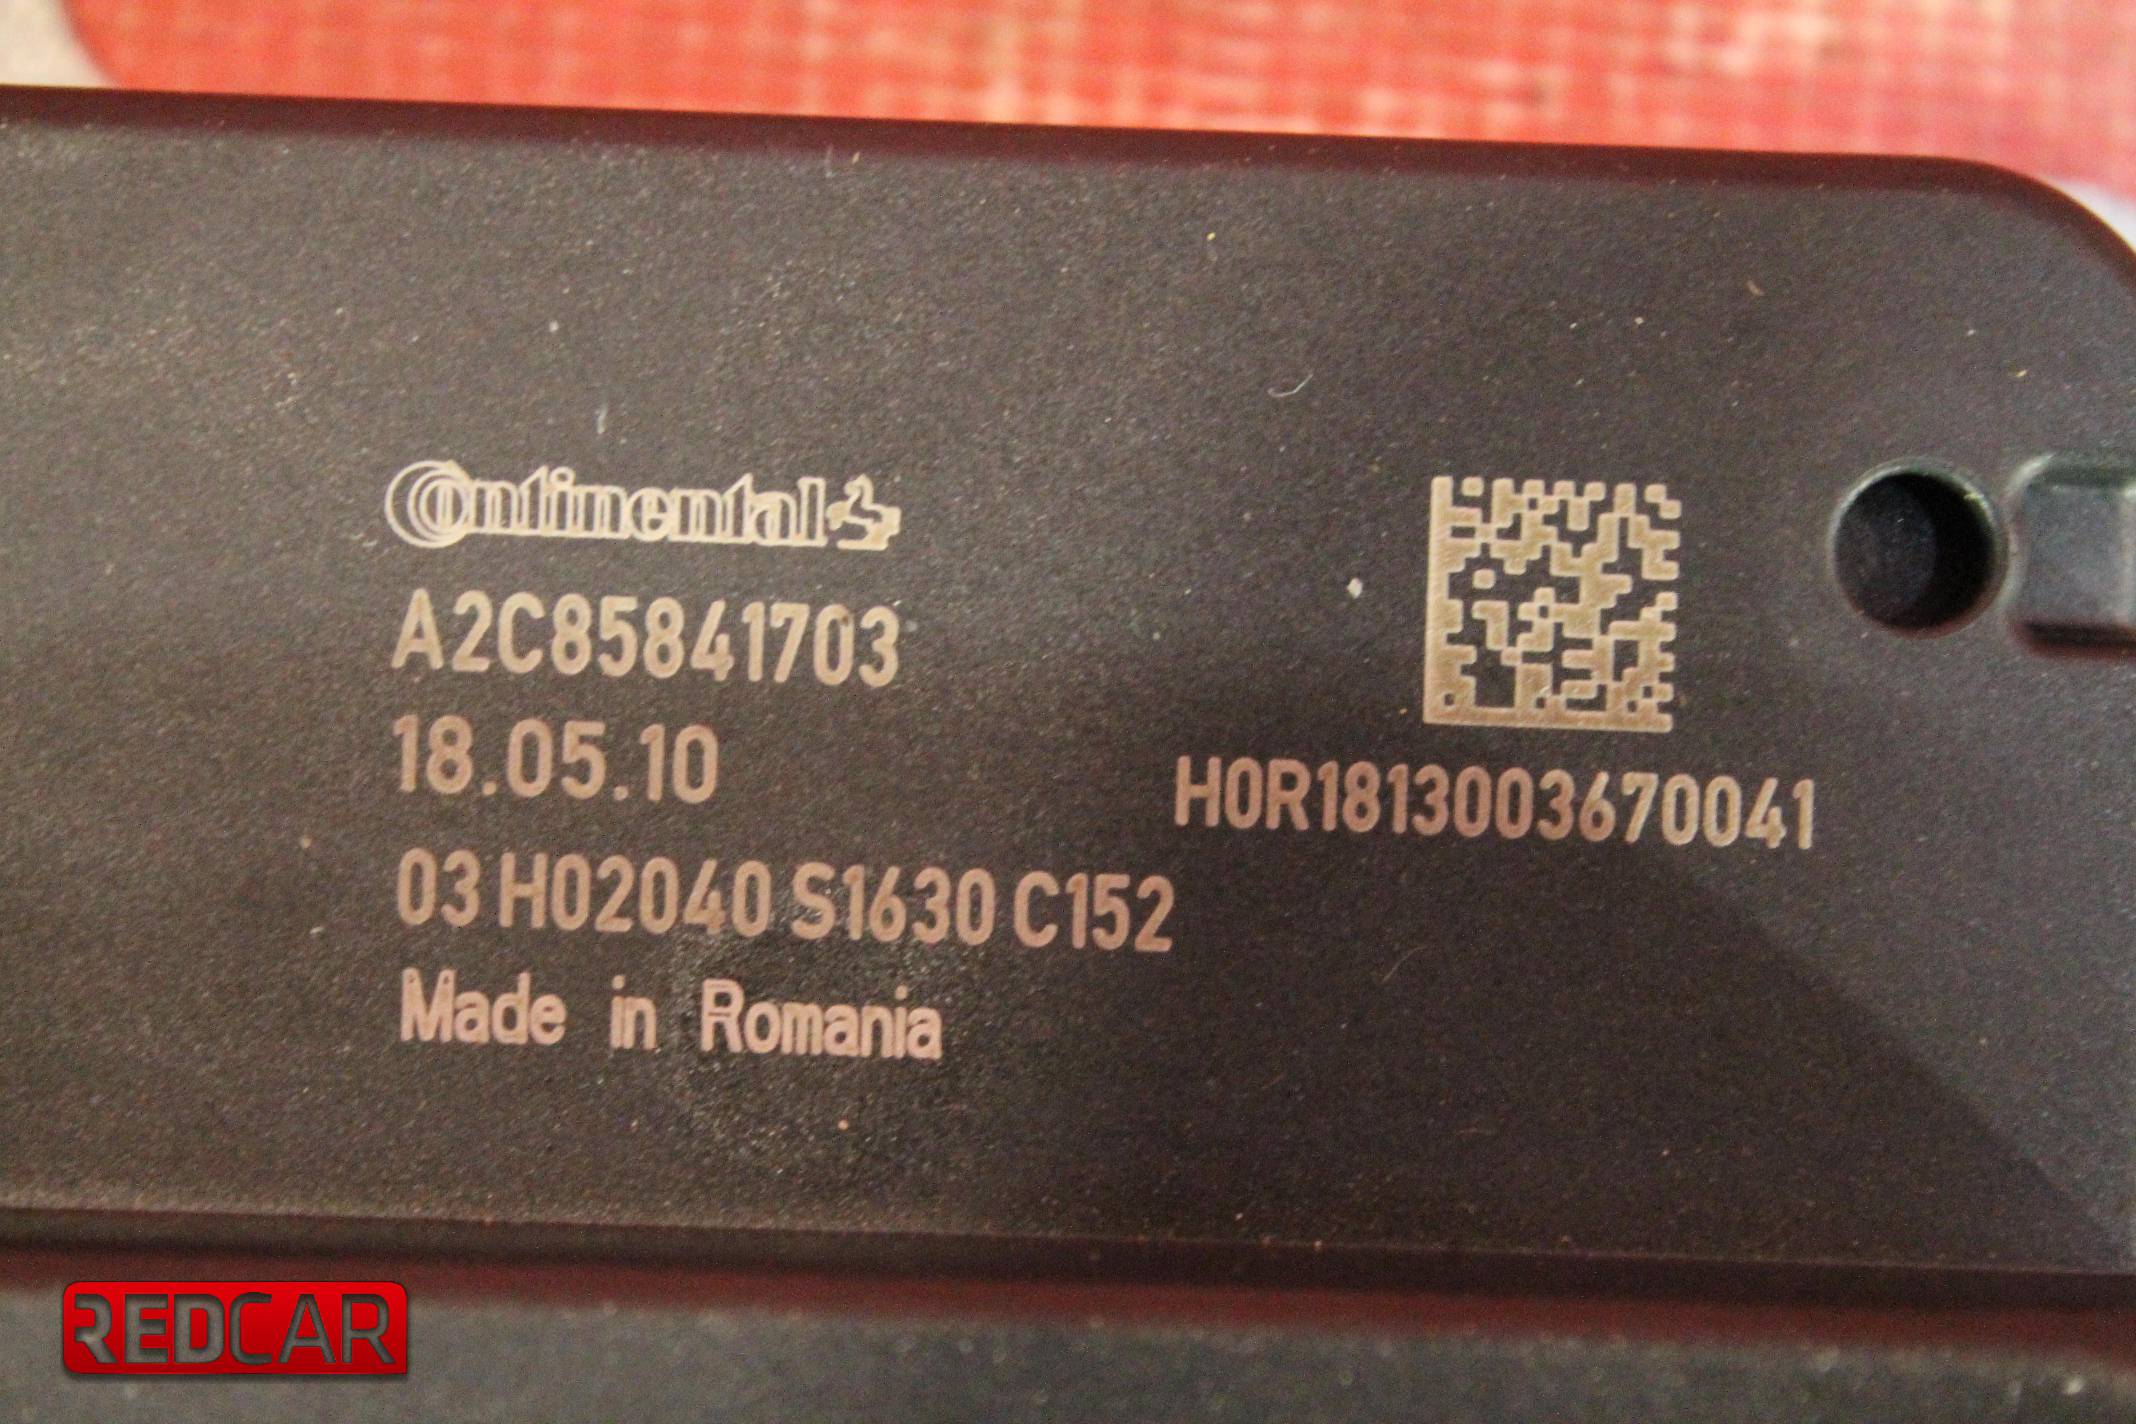 Continental
A2C85841703
18.05.10
H0R1813003670041
03 H02040 S1630 C152
Made in Romania
REDCAR